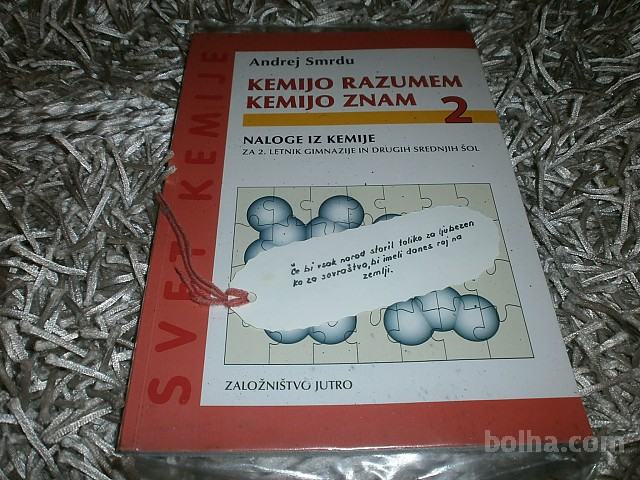 Andrej Smrdu
KEMIJO RAZUMEM
KEMIJO ZNAM 2
NALOGE IZ KEMIJE
ZA 2. LETNIK GIMNAZIJE IN DRUGIH SREDNJIH ŠOL
SVET KEMIJE
Če bi vsak narod storil toliko za ljubezen
ko za sovraštvo, bi imeli danes raj na
zemlji.
ZALOŽNIŠTVO JUTRO
bolha.com